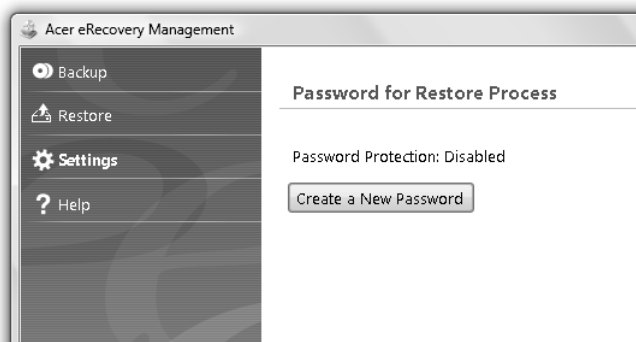 Acer eRecovery Management
Backup
Restore
Settings
Help
Password for Restore Process
Password Protection: Disabled
Create a New Password